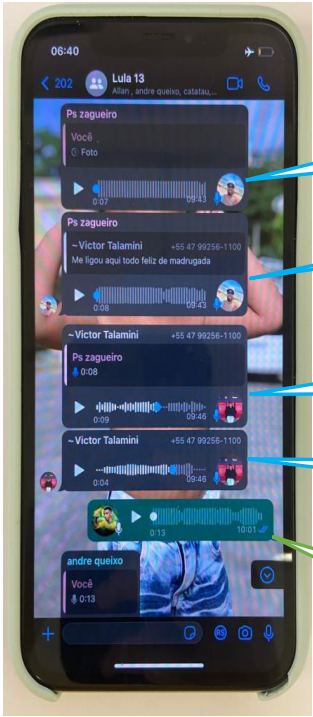 06:40
202
Lula 13
Allan , andre queixo, catatau,...
Ps zagueiro
Você
Foto
0:07
09:43
Ps zagueiro
~Victor Talamini
+55 47 99256-1100
Me ligou aqui todo feliz de madrugada
0:08
09:43
~Victor Talamini
+55 47 99256-1100
Ps zagueiro
0:08
0:09
09:46
~Victor Talamini
+55 47 99256-1100
0:04
09:46
0:13
10:01
andre queixo
Você
0:13
RS